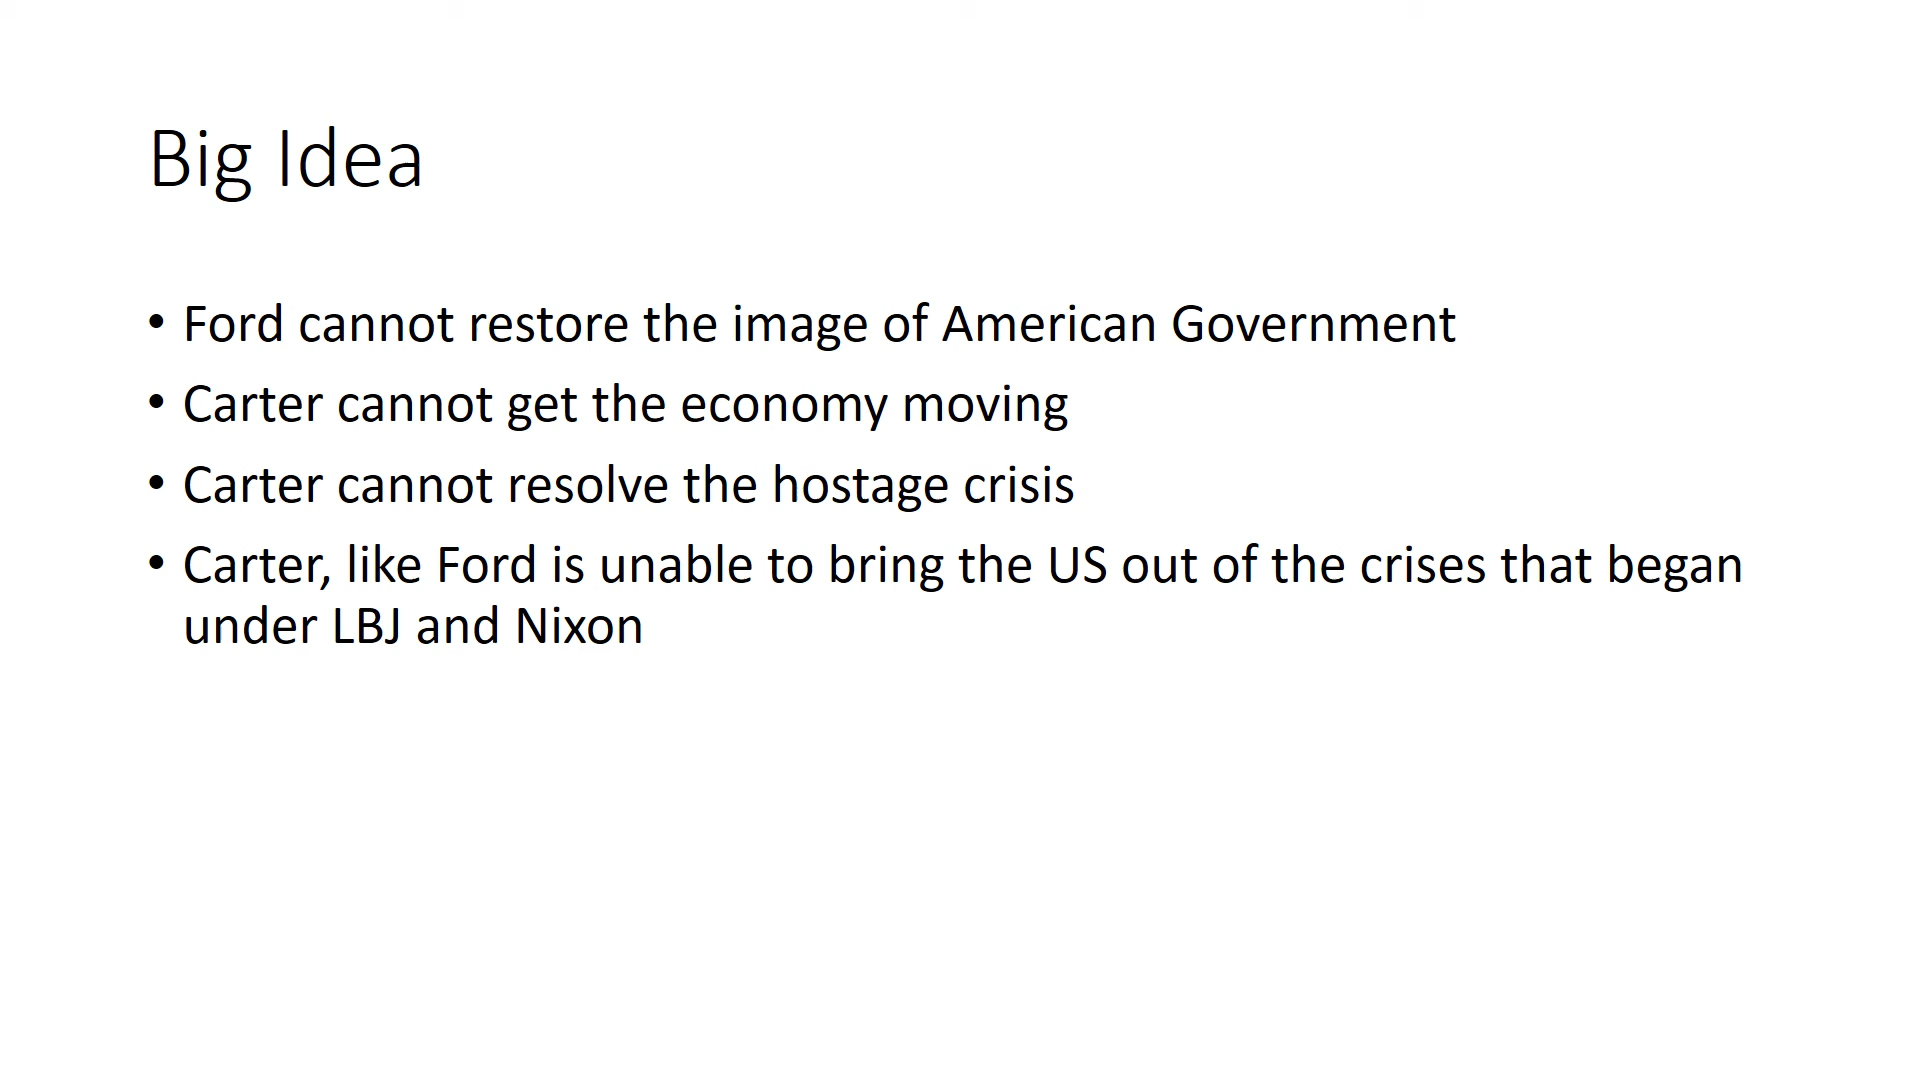 Big Idea
• Ford cannot restore the image of American Government
• Carter cannot get the economy moving
• Carter cannot resolve the hostage crisis
• Carter, like Ford is unable to bring the US out of the crises that began
under LBJ and Nixon